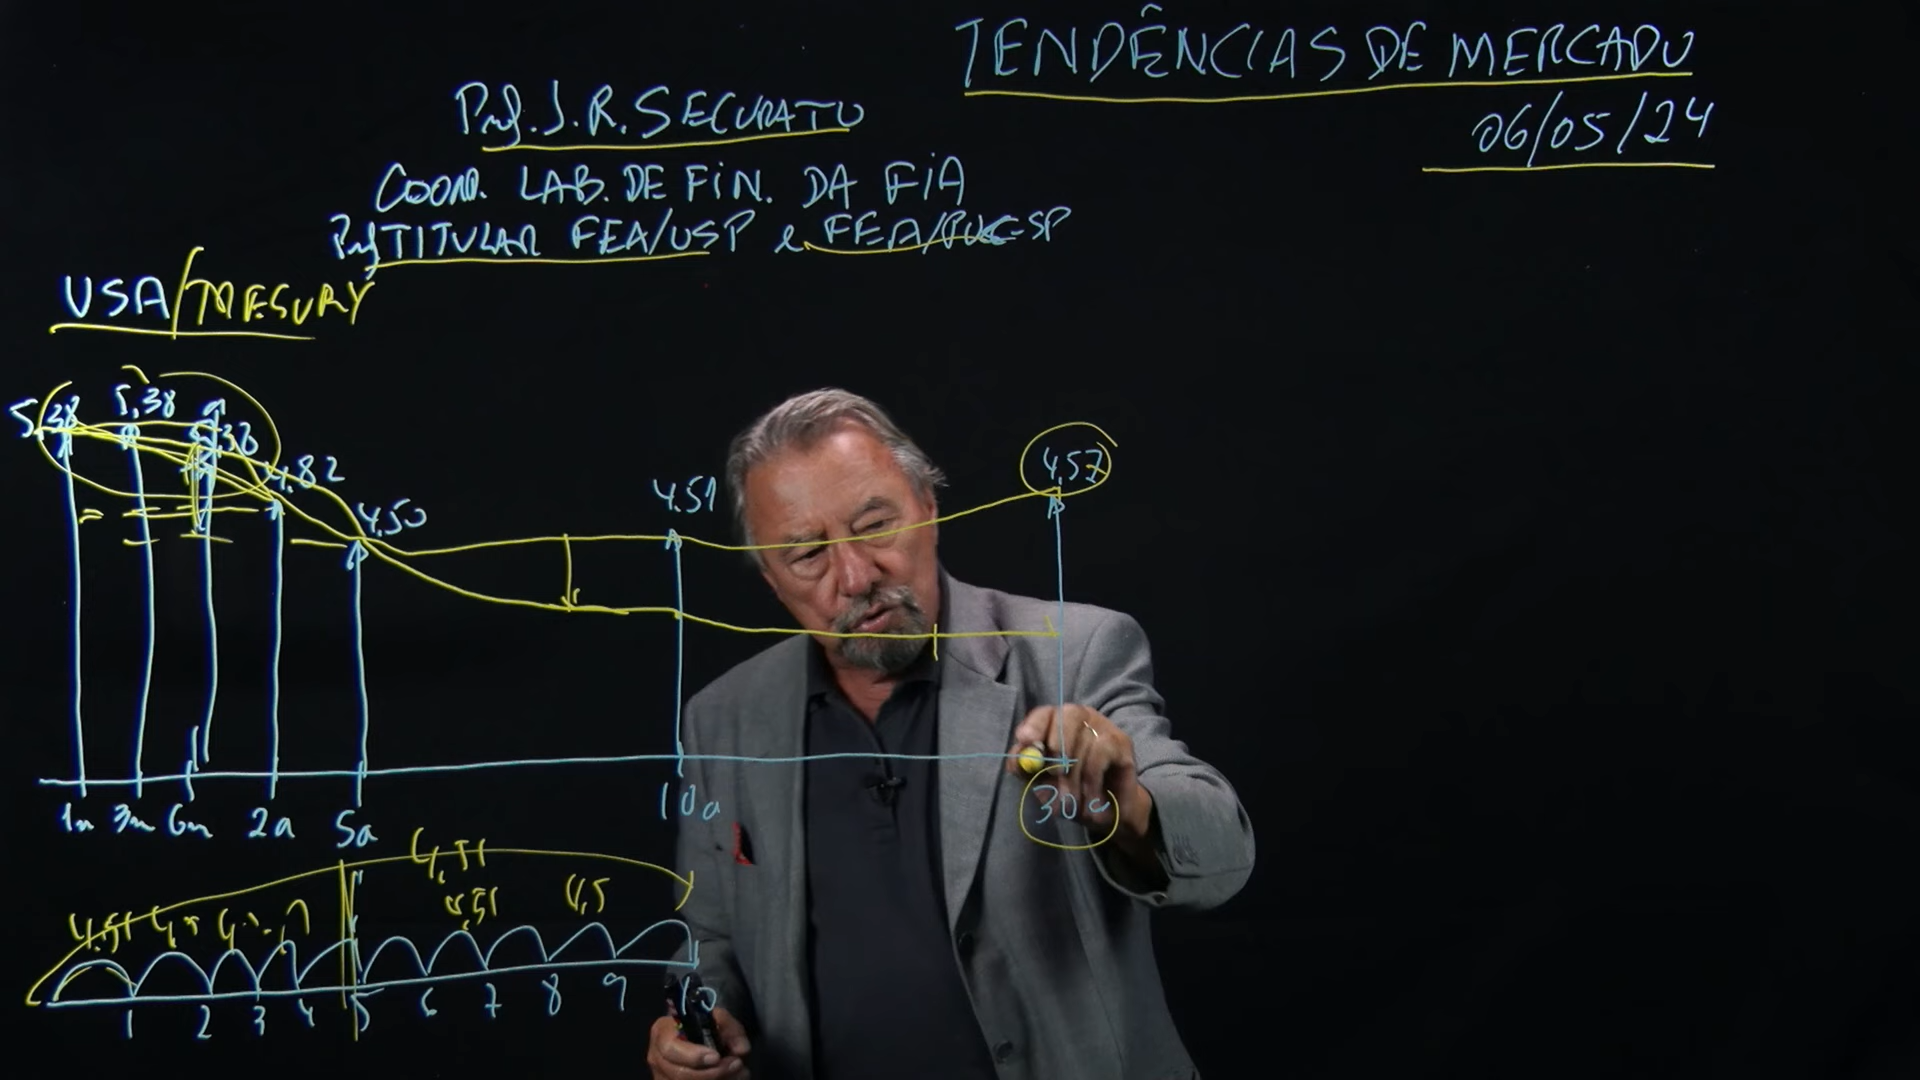 TENDÊNCIAS DE MERCADO
06/05/24
Prof. J. R. SECURATO
COORD. LAB. DE FIN. DA FIA
Prof TITULAR FEA/USP e FEA/PUC-SP
USA/TRESURY
5,38 5,38 5,38 4.82 4.50 4.51 4,57
1m 3m 6m 2a 5a 10a 30a
4,51
4.51 4,51 4,5
1 2 3 4 5 6 7 8 9 10